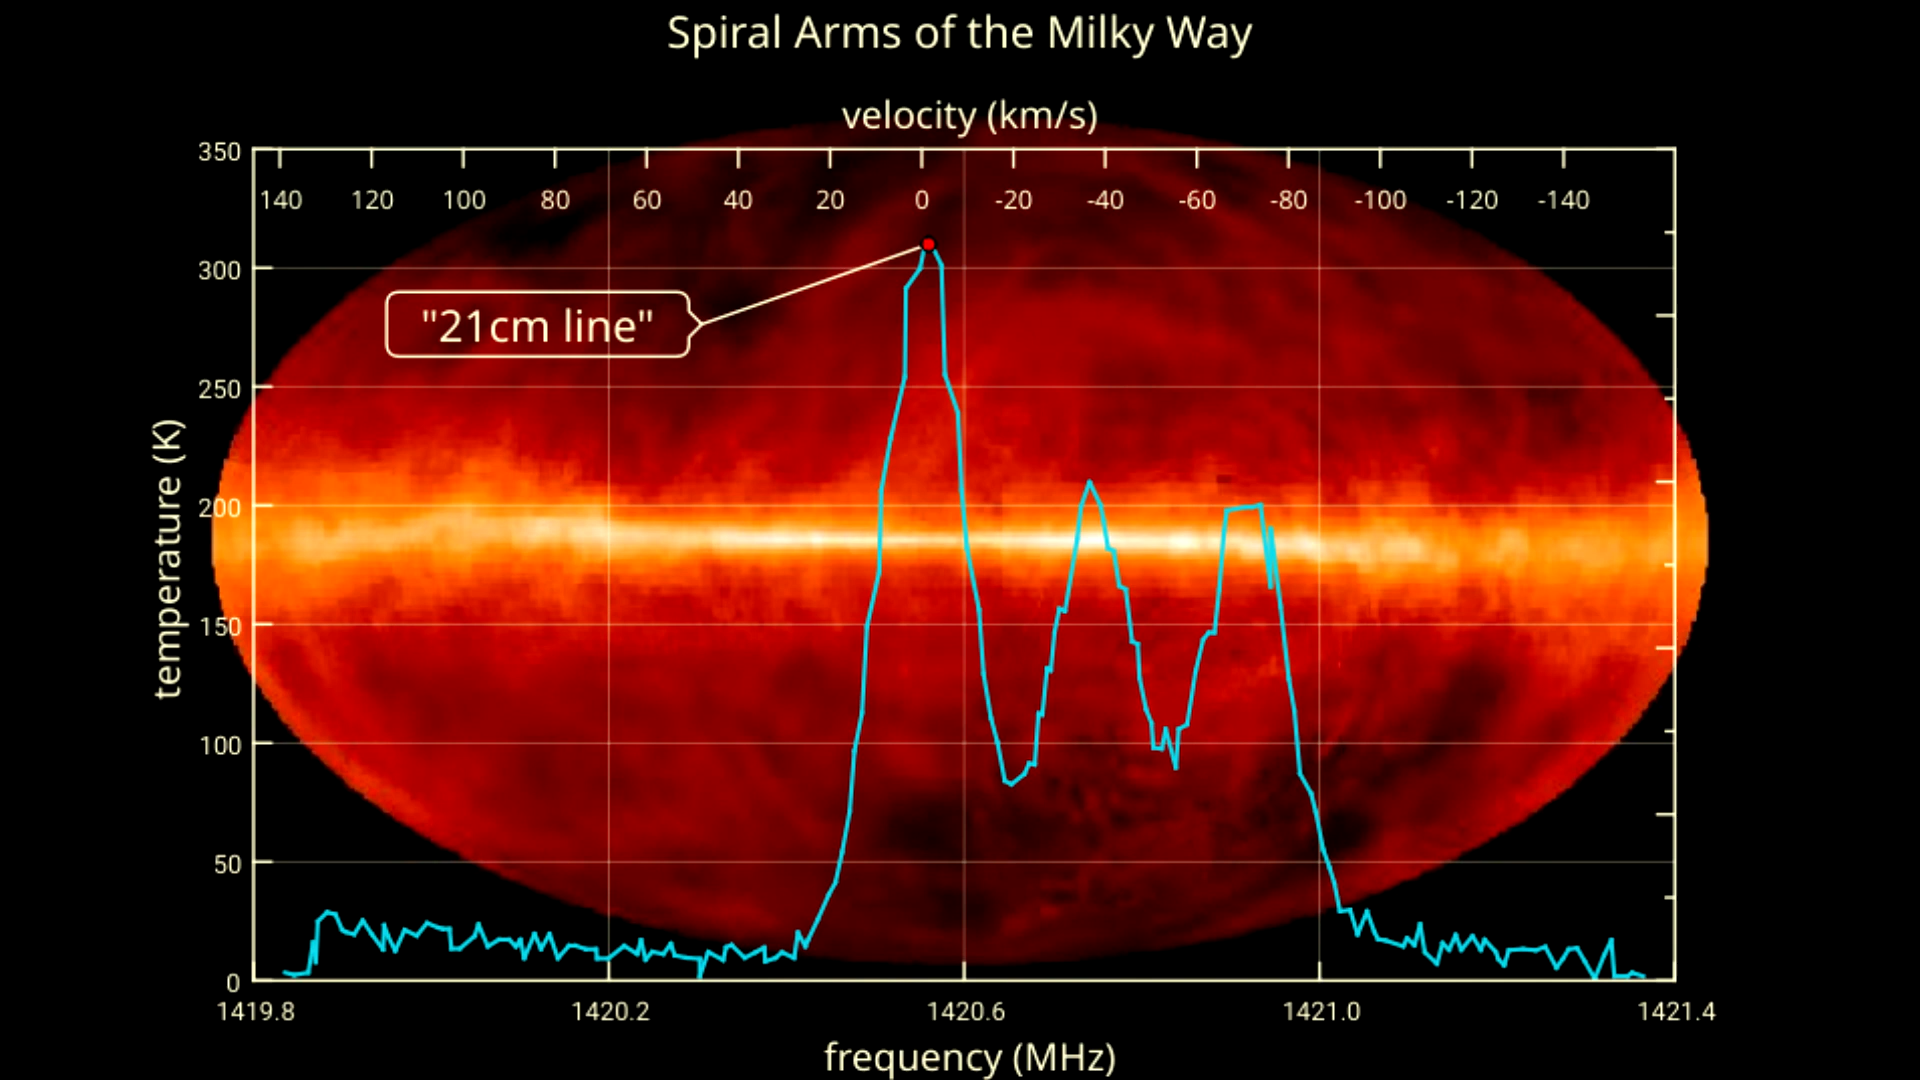 Spiral Arms of the Milky Way
velocity (km/s)
140 120 100 80 60 40 20 0 -20 -40 -60 -80 -100 -120 -140
350
300
250
200
150
100
50
0
temperature (K)
"21cm line"
1419.8 1420.2 1420.6 1421.0 1421.4
frequency (MHz)